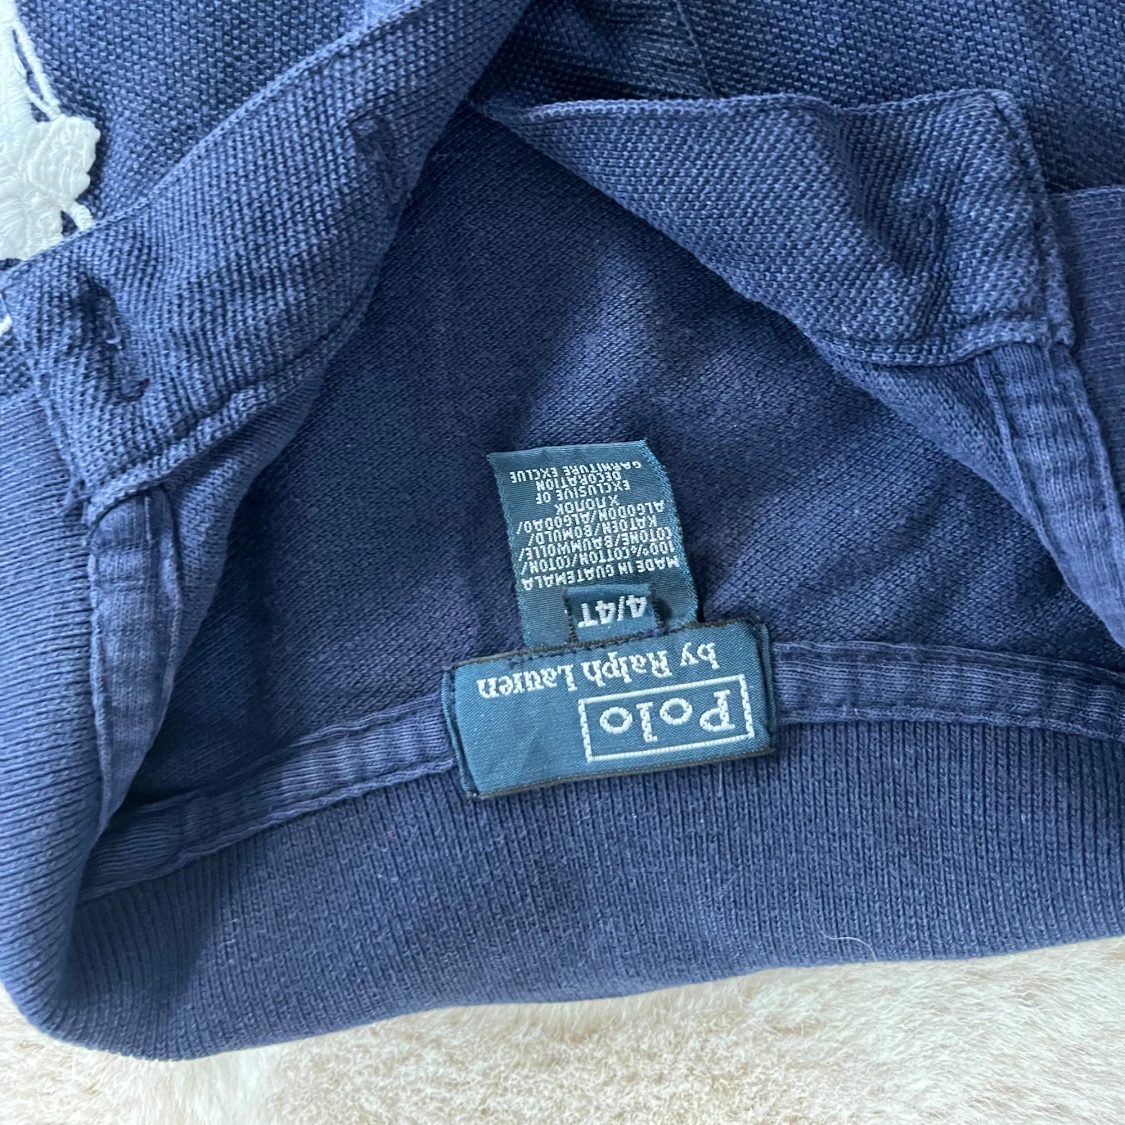 Polo
by Ralph Lauren
4/4T
MADE IN GUATEMALA
100%COTTON/COTON/
COTONE/BAUMWOLLE/
KATOEN/BOMULD/
ALGODON/ALGODAO/
ХЛОПОК
EXCLUSIVE OF
DECORATION
GARNITURE EXCLUE